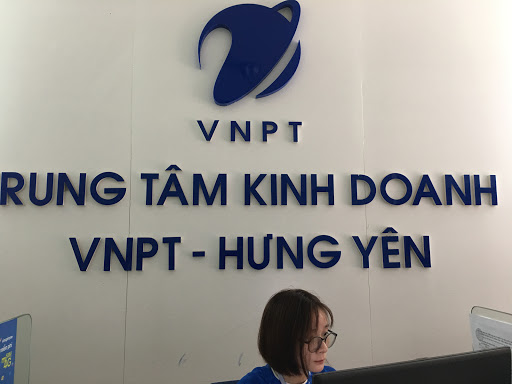 VNPT
RUNG TÂM KINH DOANH
VNPT - HƯNG YÊN